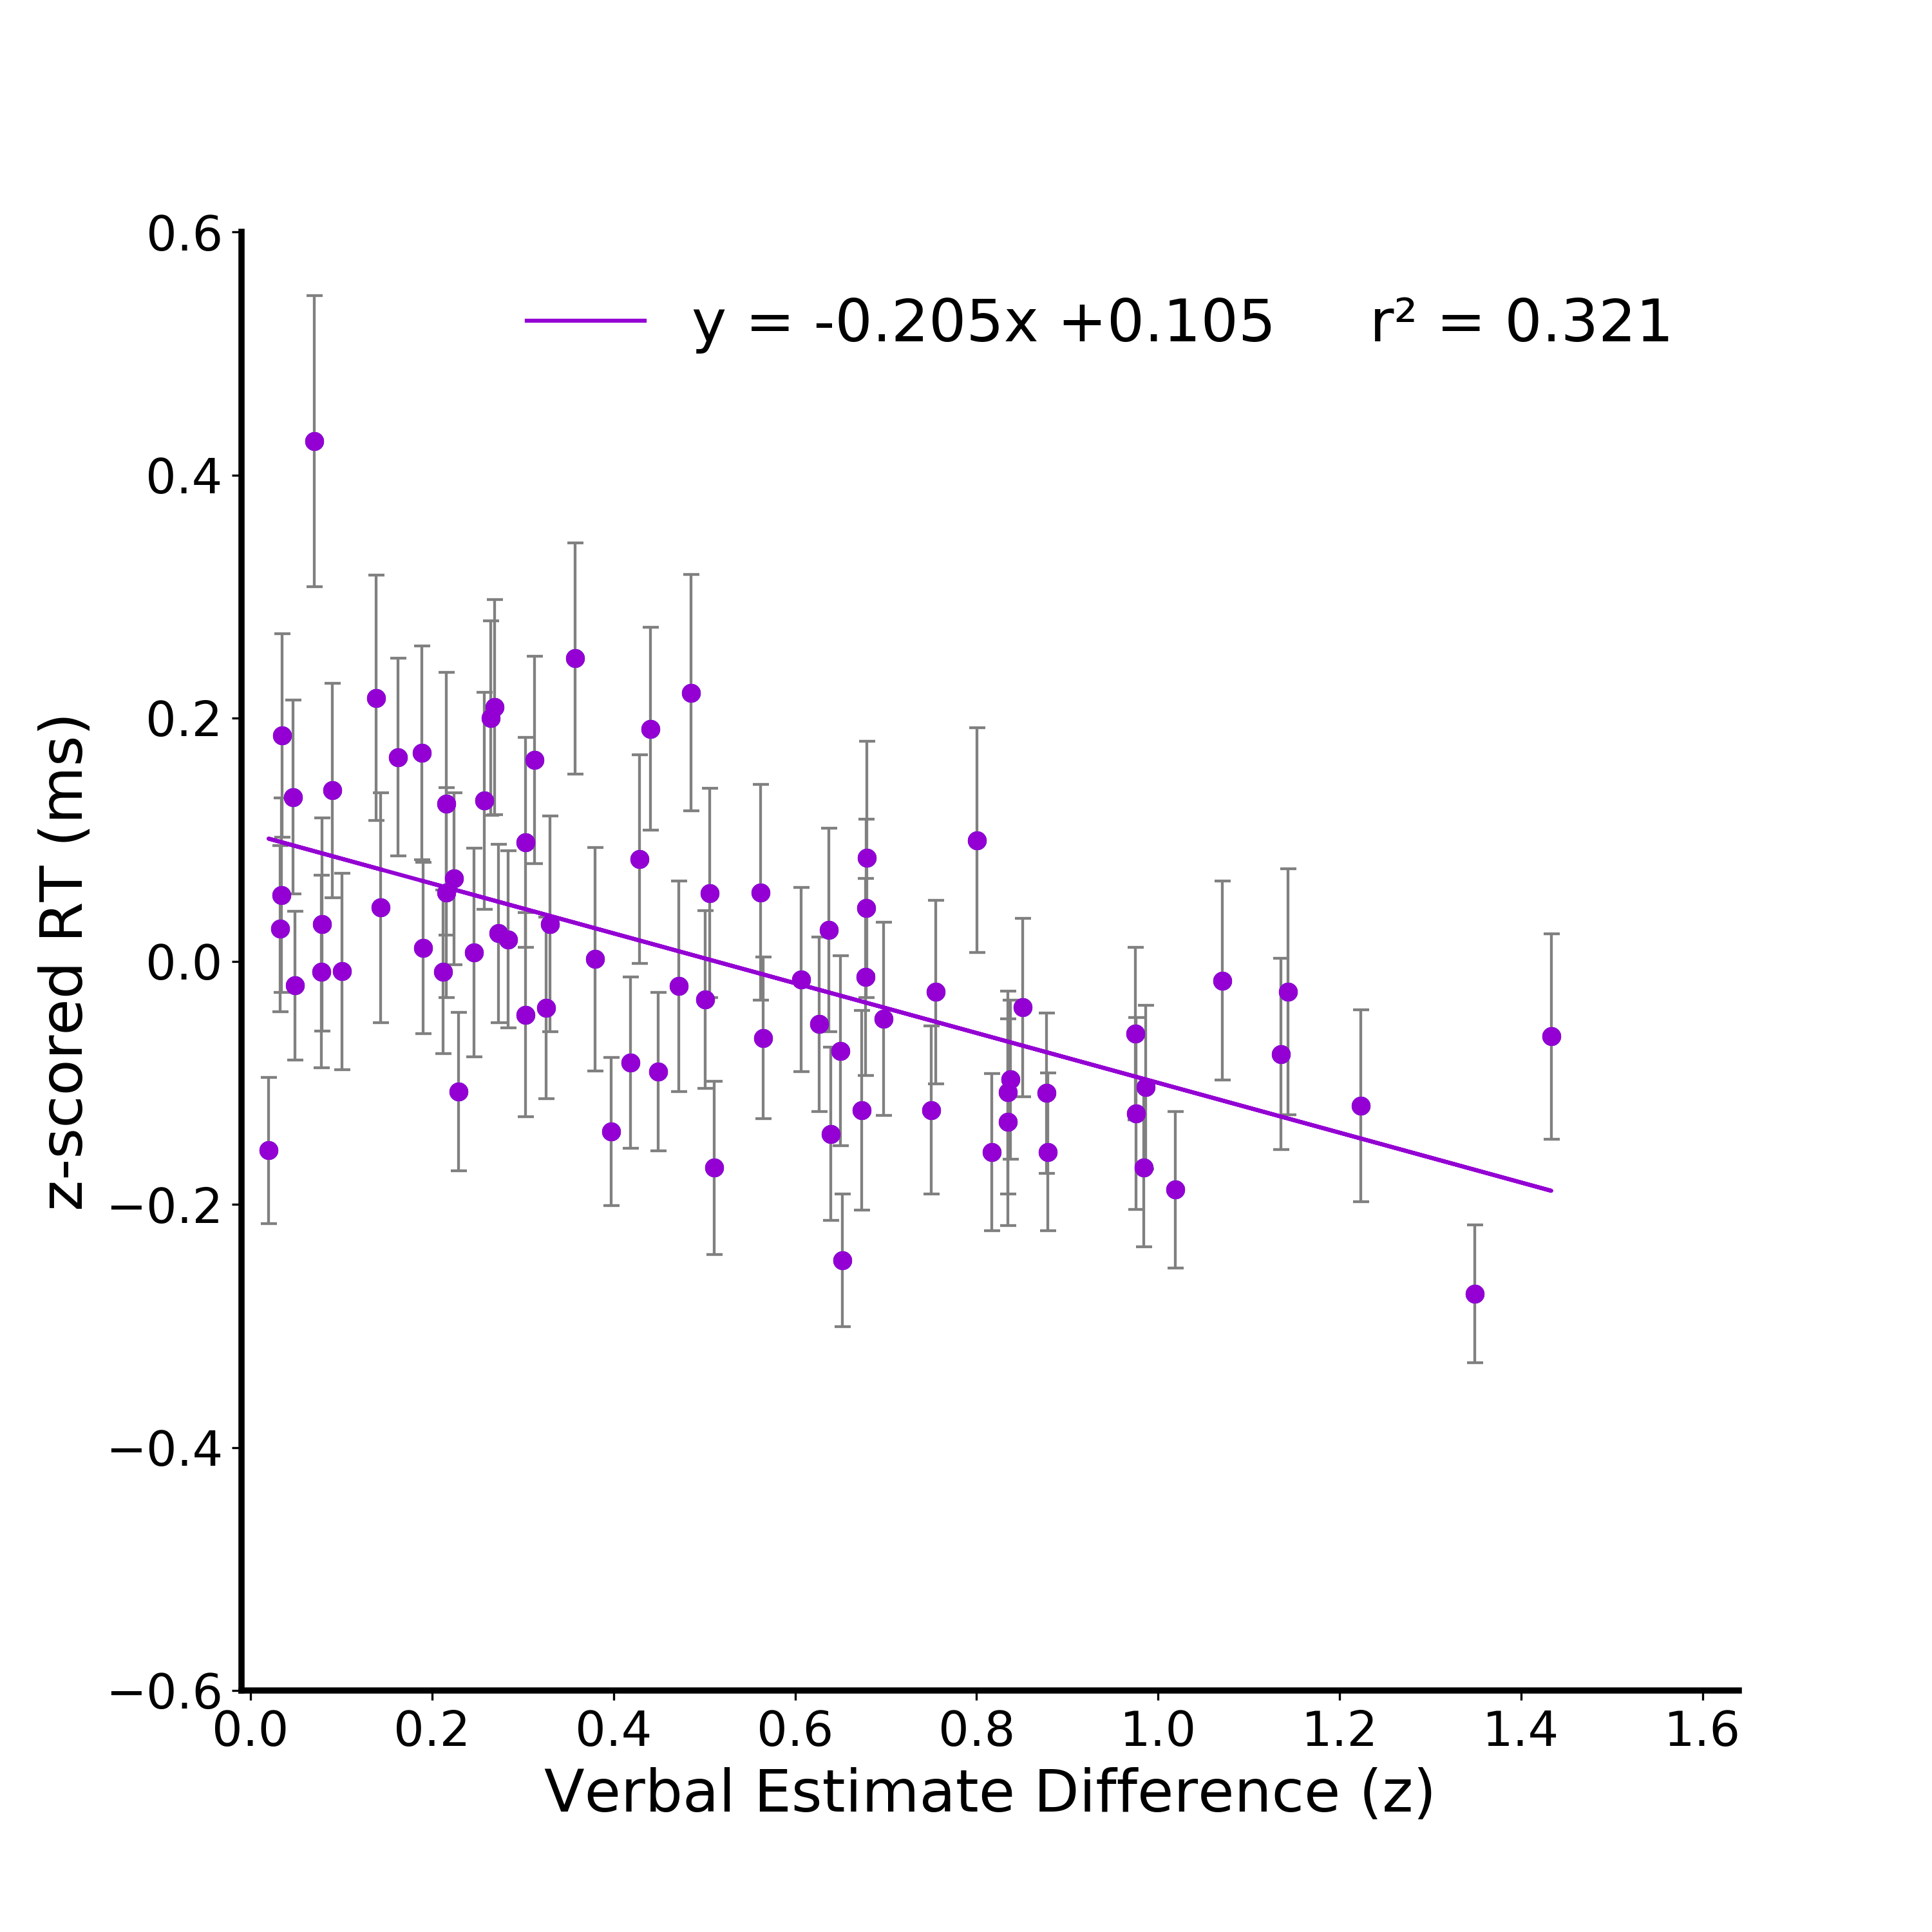 0.6
y = -0.205x +0.105 r² = 0.321
0.4
0.2
0.0
−0.2
−0.4
−0.6
z-scored RT (ms)
0.0 0.2 0.4 0.6 0.8 1.0 1.2 1.4 1.6
Verbal Estimate Difference (z)